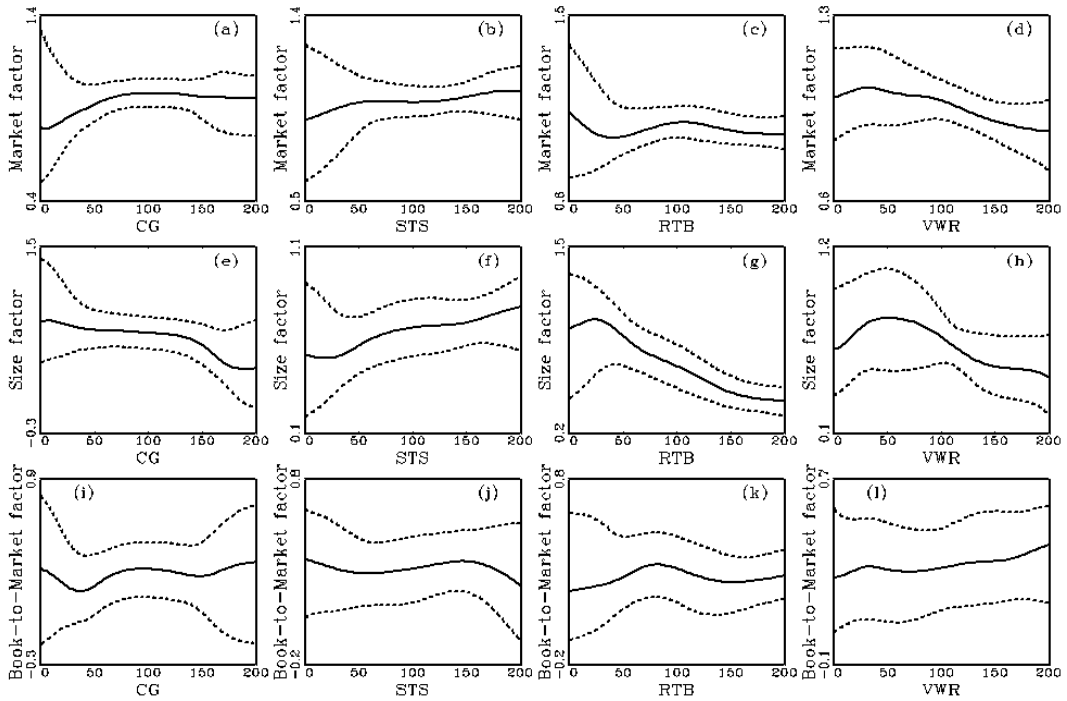 1.4
(a)
Market factor
0.4
0 50 100 150 200
CG
1.4
(b)
Market factor
0.5
0 50 100 150 200
STS
1.5
(c)
Market factor
0.6
0 50 100 150 200
RTB
1.3
(d)
Market factor
0.6
0 50 100 150 200
VWR
1.5
(e)
Size factor
-0.3
0 50 100 150 200
CG
1.1
(f)
Size factor
0.1
0 50 100 150 200
STS
1.5
(g)
Size factor
0.2
0 50 100 150 200
RTB
1.2
(h)
Size factor
0.1
0 50 100 150 200
VWR
0.9
(i)
Book-to-Market factor
-0.3
0 50 100 150 200
CG
0.8
(j)
Book-to-Market factor
-0.2
0 50 100 150 200
STS
0.8
(k)
Book-to-Market factor
-0.2
0 50 100 150 200
RTB
0.7
(l)
Book-to-Market factor
-0.1
0 50 100 150 200
VWR